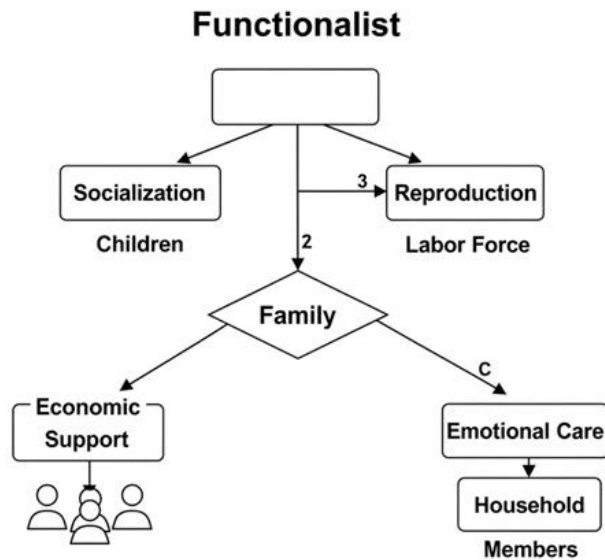 Functionalist
Socialization
3
Reproduction
Children
2
Labor Force
Family
C
Economic
Support
Emotional Care
Household
Members